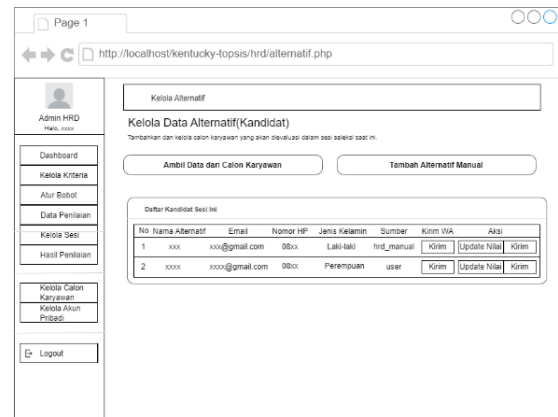 Page 1
http://localhost/kentucky-topsis/hrd/alternatif.php
Admin HRD
Halo, xxxx
Dashboard
Kelola Kriteria
Atur Bobot
Data Penilaian
Kelola Sesi
Hasil Penilaian
Kelola Calon
Karyawan
Kelola Akun
Pribadi
Logout
Kelola Alternatif
Kelola Data Alternatif(Kandidat)
Tambahkan dan kelola calon karyawan yang akan dievaluasi dalam sesi seleksi saat ini.
Ambil Data dari Calon Karyawan Tambah Alternatif Manual
Daftar Kandidat Sesi Ini
No Nama Alternatif Email Nomor HP Jenis Kelamin Sumber Kirim WA Aksi
1 xxx xxx@gmail.com 08xx Laki-laki hrd_manual Kirim Update Nilai Kirim
2 xxxx xxxx@gmail.com 08xx Perempuan user Kirim Update Nilai Kirim